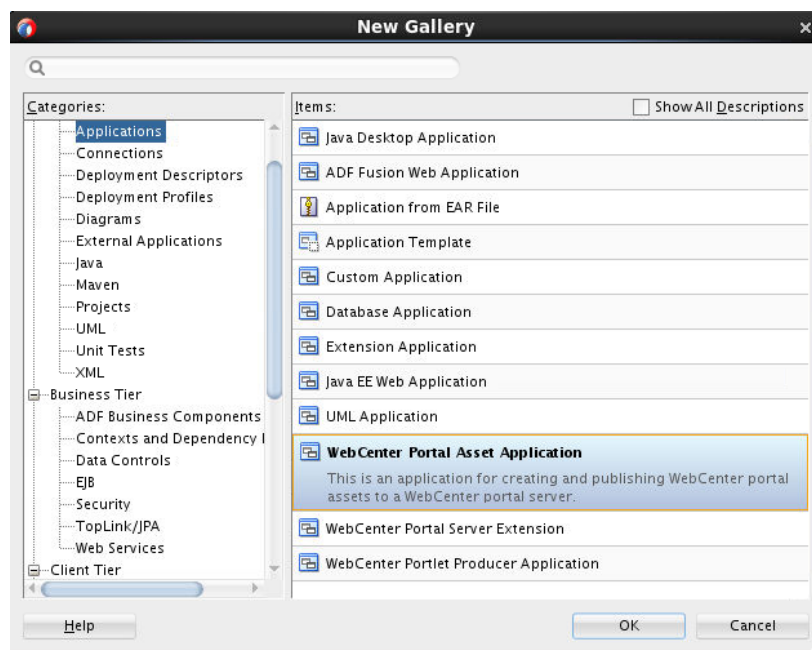 New Gallery
Categories:
Applications
Connections
Deployment Descriptors
Deployment Profiles
Diagrams
External Applications
Java
Maven
Projects
UML
Unit Tests
XML
Business Tier
ADF Business Components
Contexts and Dependency I
Data Controls
EJB
Security
TopLink/JPA
Web Services
Client Tier
Items:
Show All Descriptions
Java Desktop Application
ADF Fusion Web Application
Application from EAR File
Application Template
Custom Application
Database Application
Extension Application
Java EE Web Application
UML Application
WebCenter Portal Asset Application
This is an application for creating and publishing WebCenter portal
assets to a WebCenter portal server.
WebCenter Portal Server Extension
WebCenter Portlet Producer Application
Help
OK
Cancel